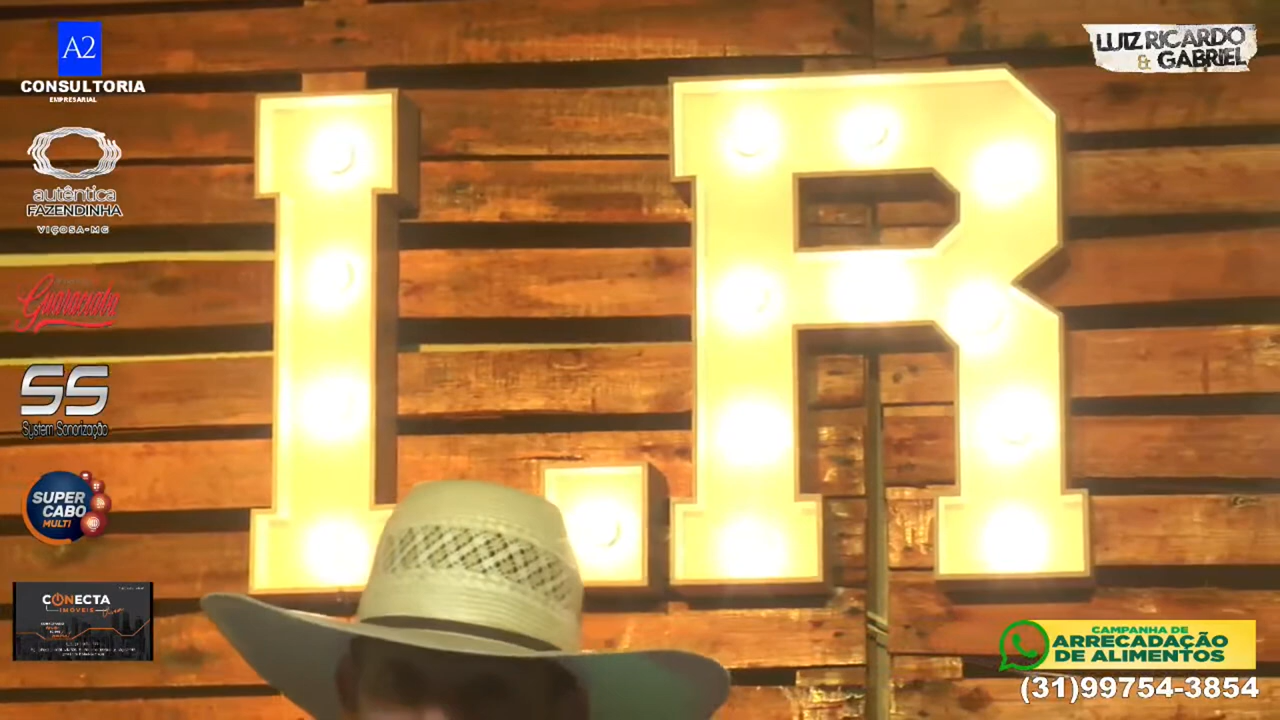 A2
CONSULTORIA
EMPRESARIAL
autêntica
FAZENDINHA
VIÇOSA-MG
Guaraciaba
SS
System Sonorização
SUPER
CABO
MULTI
CONECTA
IMÓVEIS
LUIZ RICARDO
& GABRIEL
L R
CAMPANHA DE
ARRECADAÇÃO
DE ALIMENTOS
(31)99754-3854